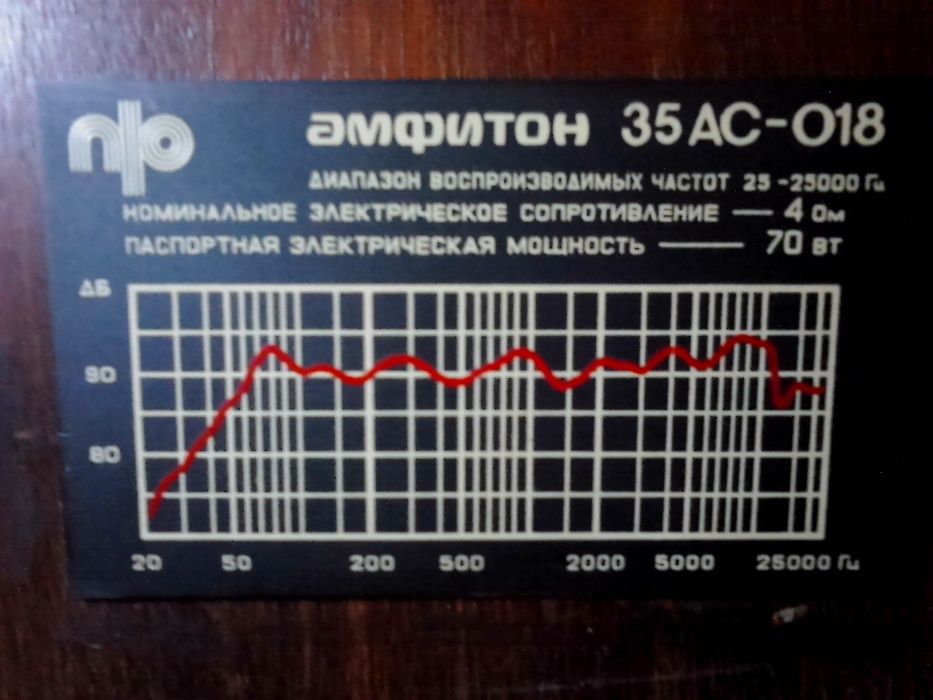 амфитон 35АС-018
ДИАПАЗОН ВОСПРОИЗВОДИМЫХ ЧАСТОТ 25-25000 Гц
НОМИНАЛЬНОЕ ЭЛЕКТРИЧЕСКОЕ СОПРОТИВЛЕНИЕ — 4 Ом
ПАСПОРТНАЯ ЭЛЕКТРИЧЕСКАЯ МОЩНОСТЬ — 70 ВТ
ДБ
90
80
20 50 200 500 2000 5000 25000 Гц